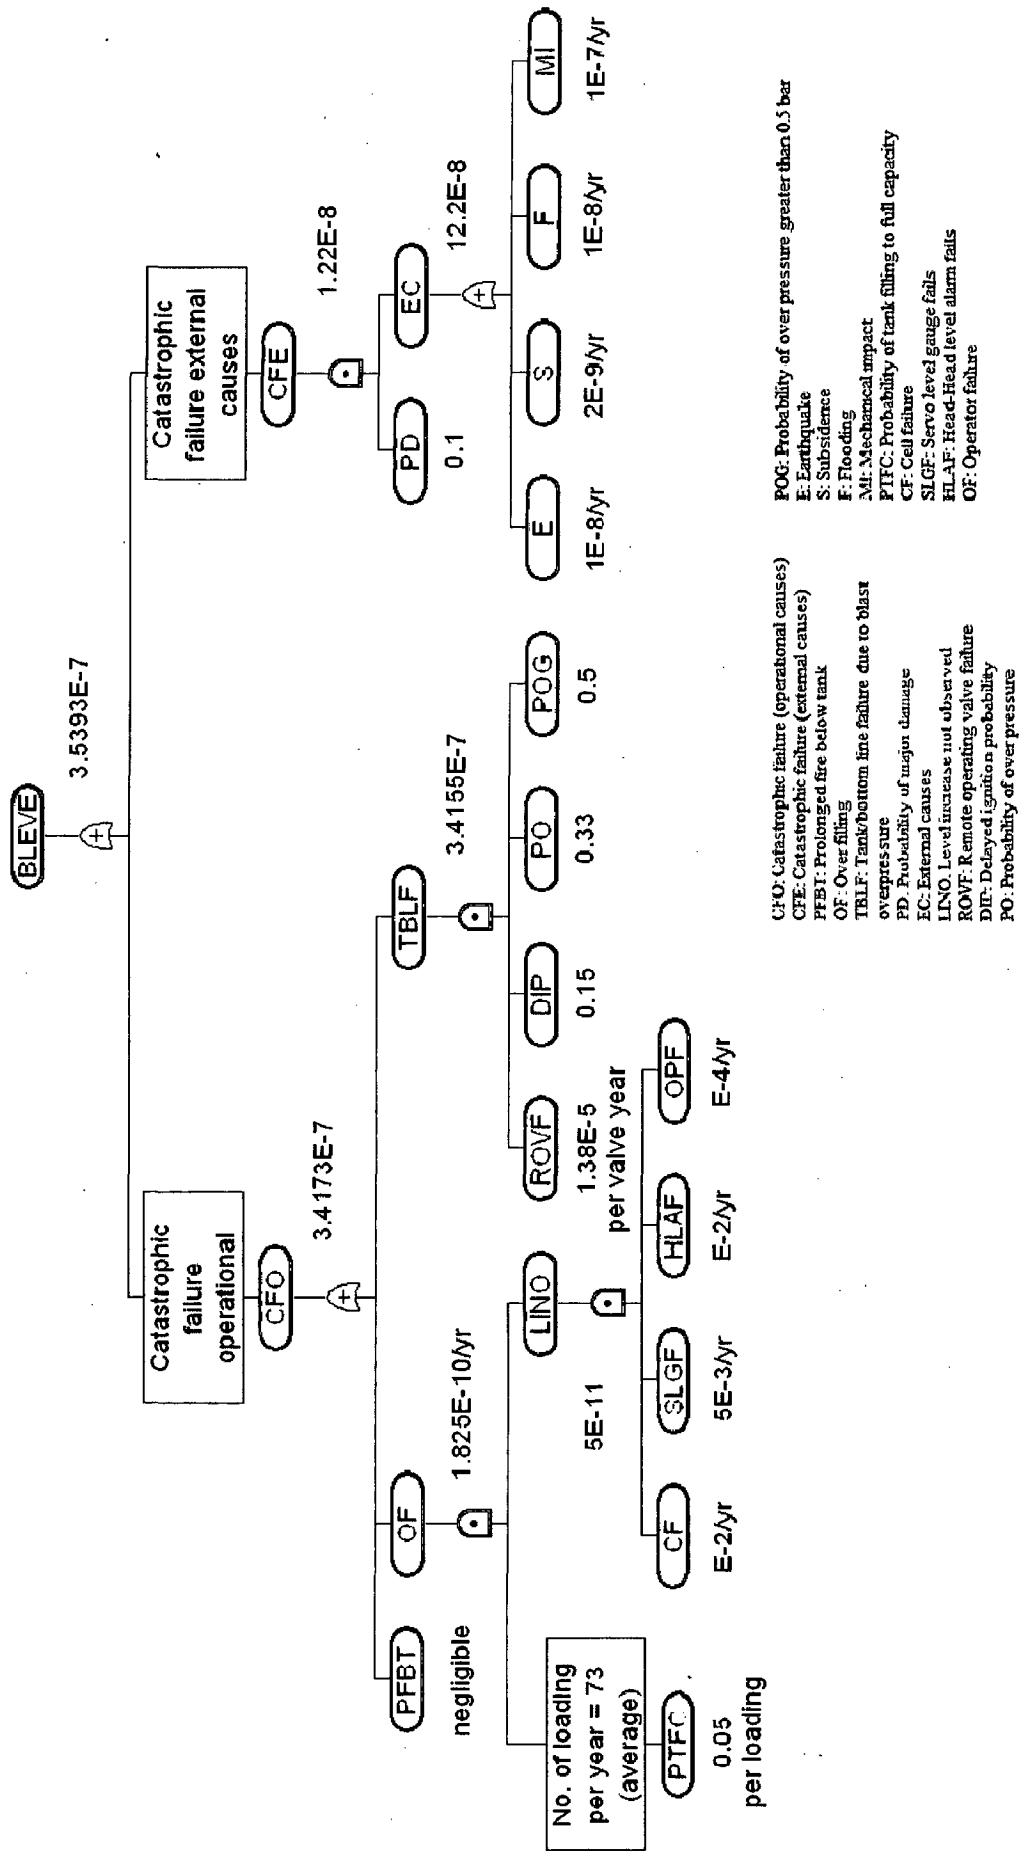 BLEVE
3.5393E-7
Catastrophic
failure
operational
CFO
3.4173E-7
Catastrophic
failure external
causes
CFE
1.22E-8
PFBT
negligible
OF
1.825E-10/yr
TBLF
3.4155E-7
PD
0.1
EC
12.2E-8
No. of loading
per year = 73
(average)
PTFC
0.05
per loading
LINO
5E-11
ROVF
1.38E-5
per valve year
DIP
0.15
PO
0.33
POG
0.5
E
1E-8/yr
S
2E-9/yr
F
1E-8/yr
MI
1E-7/yr
CF
E-2/yr
SLGF
5E-3/yr
HLAF
E-2/yr
OPF
E-4/yr
CFO: Catastrophic failure (operational causes)
CFE: Catastrophic failure (external causes)
PFBT: Prolonged fire below tank
OF: Over filling
TBLF: Tank/bottom line failure due to blast
overpressure
PD. Probability of major damage
EC: External causes
LINO. Level increase not observed
ROVF: Remote operating valve failure
DIP: Delayed ignition probability
PO: Probability of over pressure
POG: Probability of over pressure greater than 0.5 bar
E: Earthquake
S: Subsidence
F: Flooding
MI: Mechanical impact
PTFC: Probability of tank filling to full capacity
CF: Cell failure
SLGF: Servo level gauge fails
HLAF: Head-Head level alarm fails
OF: Operator failure